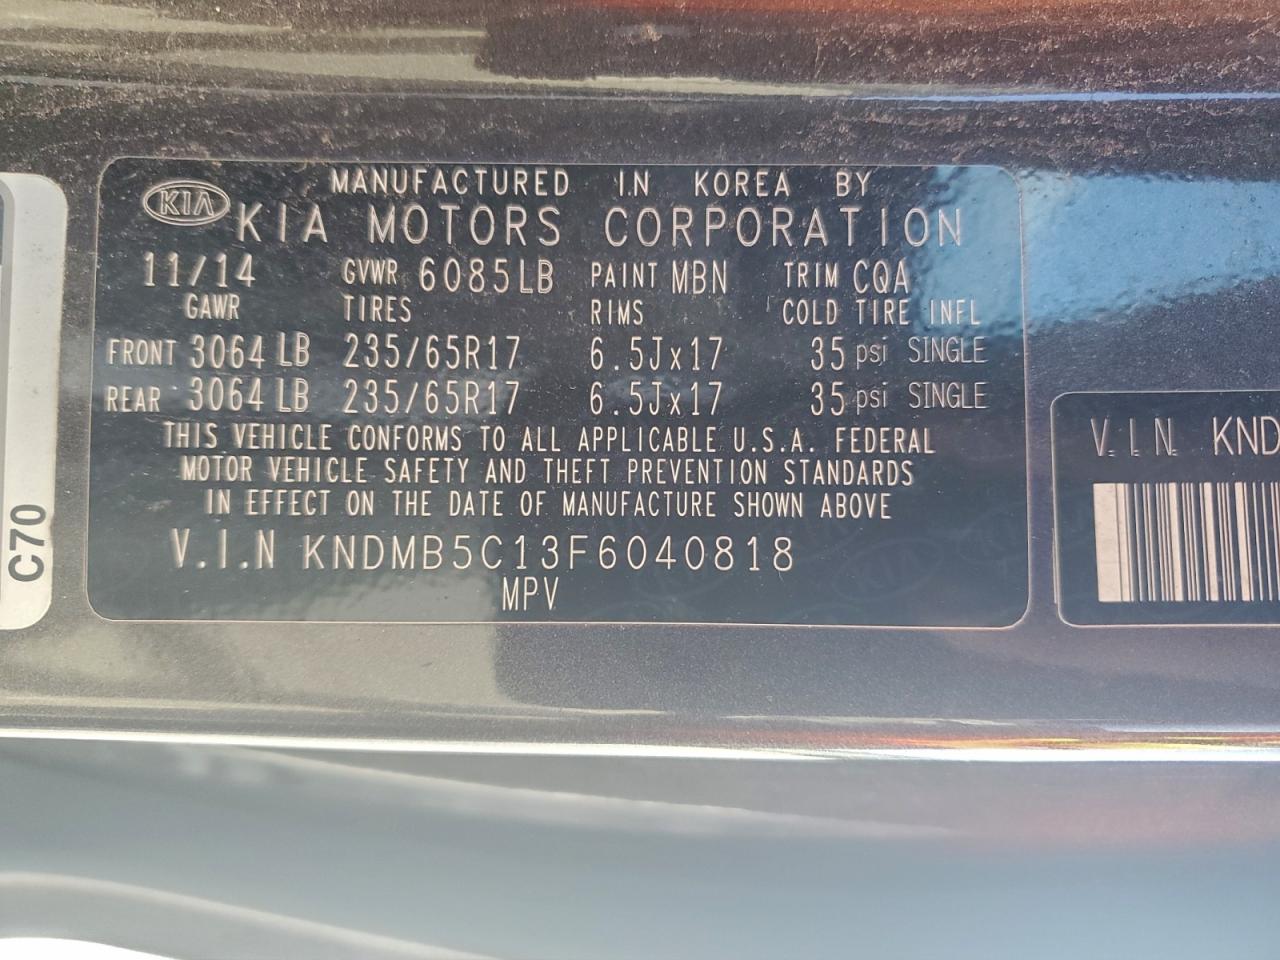 MANUFACTURED IN KOREA BY
KIA KIA MOTORS CORPORATION
11/14 GVWR 6085LB PAINT MBN TRIM CQA
GAWR TIRES RIMS COLD TIRE INFL
FRONT 3064 LB 235/65R17 6.5Jx17 35 psi SINGLE
REAR 3064 LB 235/65R17 6.5Jx17 35 psi SINGLE
THIS VEHICLE CONFORMS TO ALL APPLICABLE U.S.A. FEDERAL
MOTOR VEHICLE SAFETY AND THEFT PREVENTION STANDARDS
IN EFFECT ON THE DATE OF MANUFACTURE SHOWN ABOVE
V.I.N KNDMB5C13F6040818
MPV
V.I.N. KND
C70